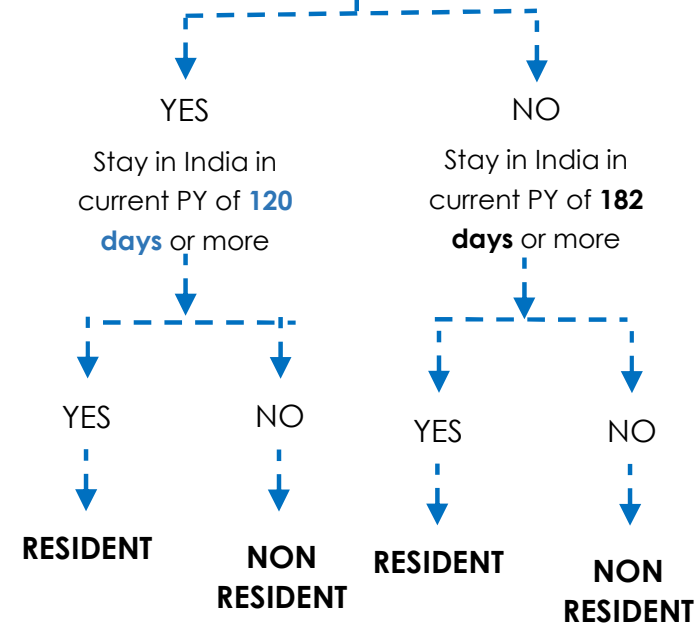 YES
Stay in India in
current PY of 120
days or more
NO
Stay in India in
current PY of 182
days or more
YES
NO
YES
NO
RESIDENT
NON
RESIDENT
RESIDENT
NON
RESIDENT